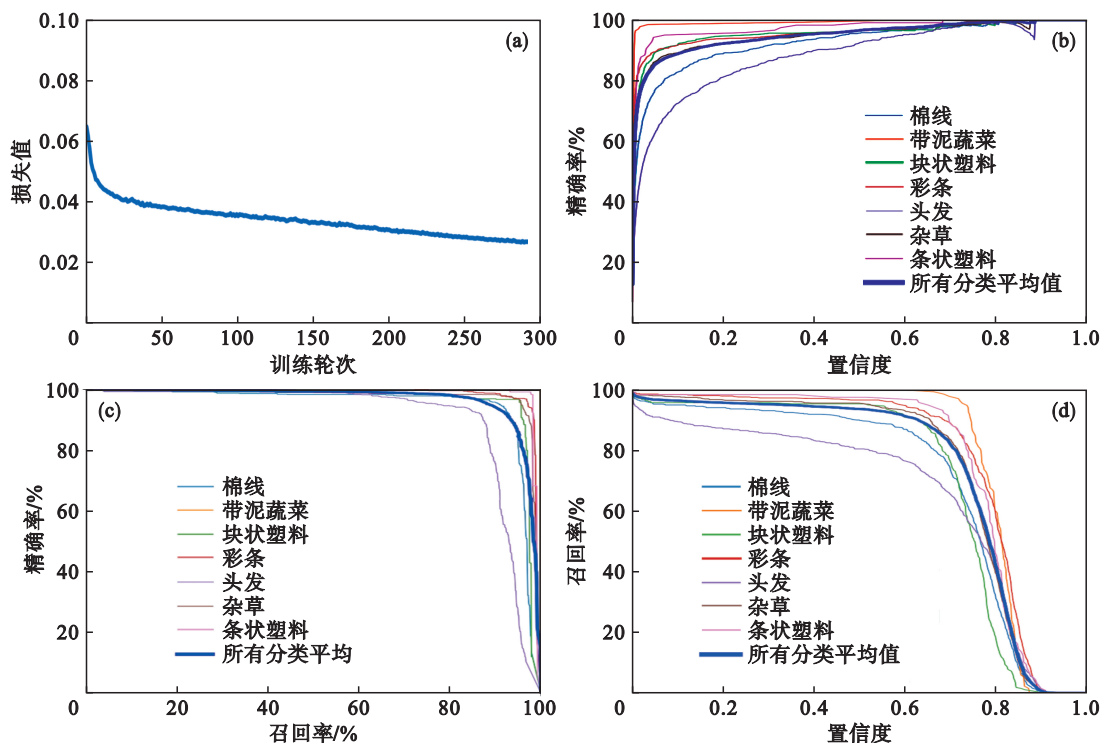 0.10
0.08
0.06
0.04
0.02
0
50
100
150
200
250
300
损失值
训练轮次
(a)
100
80
60
40
20
0
0.2
0.4
0.6
0.8
1.0
精确率/%
置信度
(b)
棉线
带泥蔬菜
块状塑料
彩条
头发
杂草
条状塑料
所有分类平均值
100
80
60
40
20
0
20
40
60
80
100
精确率/%
召回率/%
(c)
棉线
带泥蔬菜
块状塑料
彩条
头发
杂草
条状塑料
所有分类平均
100
80
60
40
20
0
0.2
0.4
0.6
0.8
1.0
召回率/%
置信度
(d)
棉线
带泥蔬菜
块状塑料
彩条
头发
杂草
条状塑料
所有分类平均值